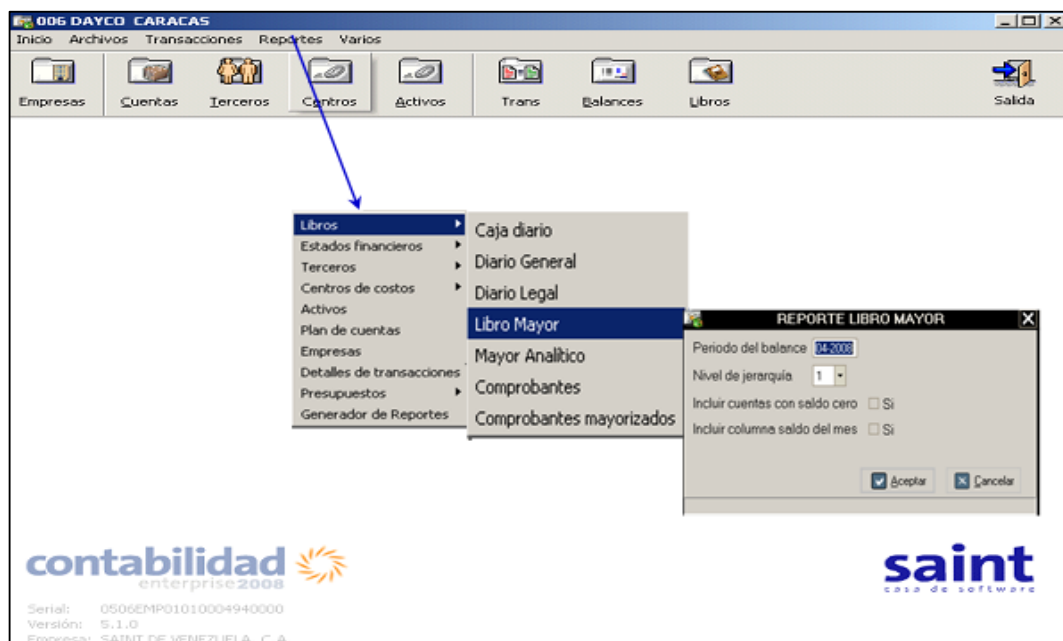 006 DAYCO CARACAS
Inicio Archivos Transacciones Reportes Varios
Empresas Cuentas Terceros Centros Activos Trans Balances Libros Salida
Libros
Estados financieros
Terceros
Centros de costos
Activos
Plan de cuentas
Empresas
Detalles de transacciones
Presupuestos
Generador de Reportes
Caja diario
Diario General
Diario Legal
Libro Mayor
Mayor Analítico
Comprobantes
Comprobantes mayorizados
REPORTE LIBRO MAYOR
Periodo del balance 04-2008
Nivel de jerarquía 1
Incluir cuentas con saldo cero Si
Incluir columna saldo del mes Si
Aceptar Cancelar
contabilidad
enterprise2008
saint
casa de software
Serial: 0506EMP01010004940000
Versión: 5.1.0
Empresa: SAINT DE VENEZUELA, C.A.